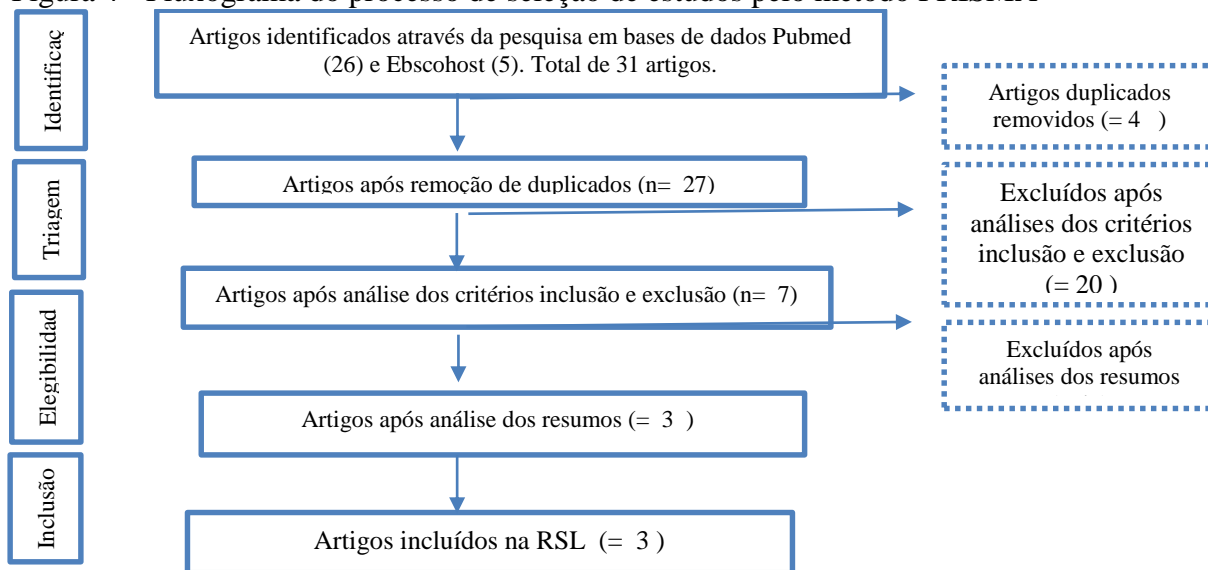 Identificaç
Artigos identificados através da pesquisa em bases de dados Pubmed
(26) e Ebscohost (5). Total de 31 artigos.
Artigos duplicados
removidos (= 4 )
Triagem
Artigos após remoção de duplicados (n= 27)
Excluídos após
análises dos critérios
inclusão e exclusão
(= 20 )
Elegibilidad
Artigos após análise dos critérios inclusão e exclusão (n= 7)
Excluídos após
análises dos resumos
Artigos após análise dos resumos (= 3 )
Inclusão
Artigos incluídos na RSL (= 3 )